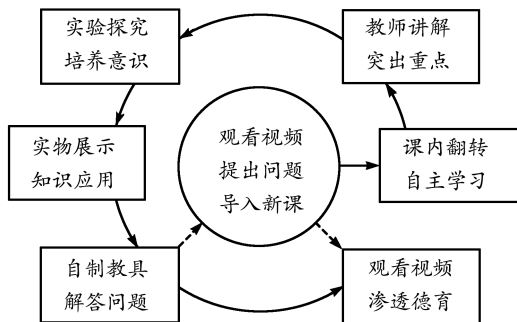 实验探究
培养意识
教师讲解
突出重点
实物展示
知识应用
观看视频
提出问题
导入新课
课内翻转
自主学习
自制教具
解答问题
观看视频
渗透德育